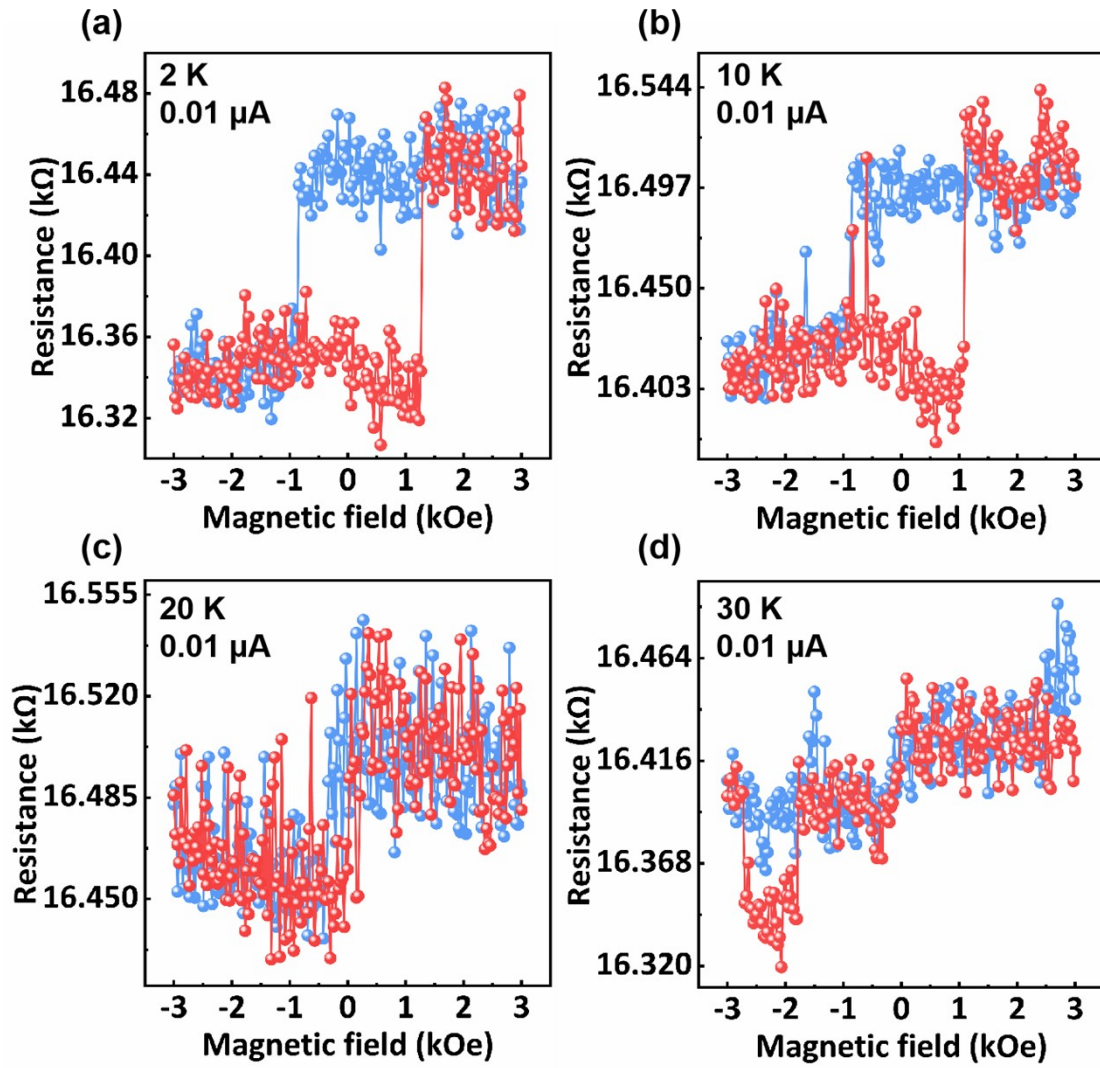 (a)
2 K
0.01 µA
16.48
16.44
16.40
16.36
16.32
Resistance (kΩ)
-3 -2 -1 0 1 2 3
Magnetic field (kOe)
(b)
10 K
0.01 µA
16.544
16.497
16.450
16.403
Resistance (kΩ)
-3 -2 -1 0 1 2 3
Magnetic field (kOe)
(c)
20 K
0.01 µA
16.555
16.520
16.485
16.450
Resistance (kΩ)
-3 -2 -1 0 1 2 3
Magnetic field (kOe)
(d)
30 K
0.01 µA
16.464
16.416
16.368
16.320
Resistance (kΩ)
-3 -2 -1 0 1 2 3
Magnetic field (kOe)